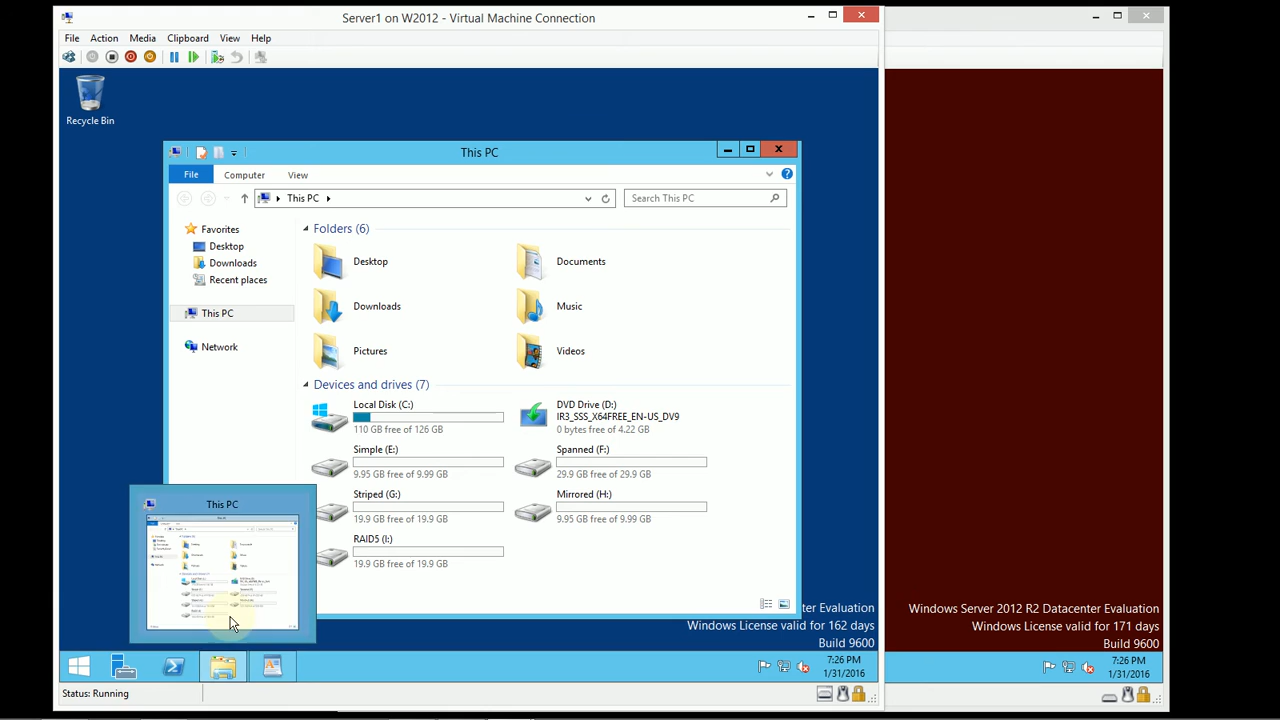 Server1 on W2012 - Virtual Machine Connection
File Action Media Clipboard View Help
Recycle Bin
This PC
File Computer View
This PC
Search This PC
Favorites
Desktop
Downloads
Recent places
This PC
Network
Folders (6)
Desktop
Documents
Downloads
Music
Pictures
Videos
Devices and drives (7)
Local Disk (C:)
110 GB free of 126 GB
DVD Drive (D:)
IR3_SSS_X64FREE_EN-US_DV9
0 bytes free of 4.22 GB
Simple (E:)
9.95 GB free of 9.99 GB
Spanned (F:)
29.9 GB free of 29.9 GB
Striped (G:)
19.9 GB free of 19.9 GB
Mirrored (H:)
9.95 GB free of 9.99 GB
RAID5 (I:)
19.9 GB free of 19.9 GB
This PC
Evaluation
Windows License valid for 162 days
Build 9600
7:26 PM
1/31/2016
Status: Running
Windows Server 2012 R2 Datacenter Evaluation
Windows License valid for 171 days
Build 9600
7:26 PM
1/31/2016